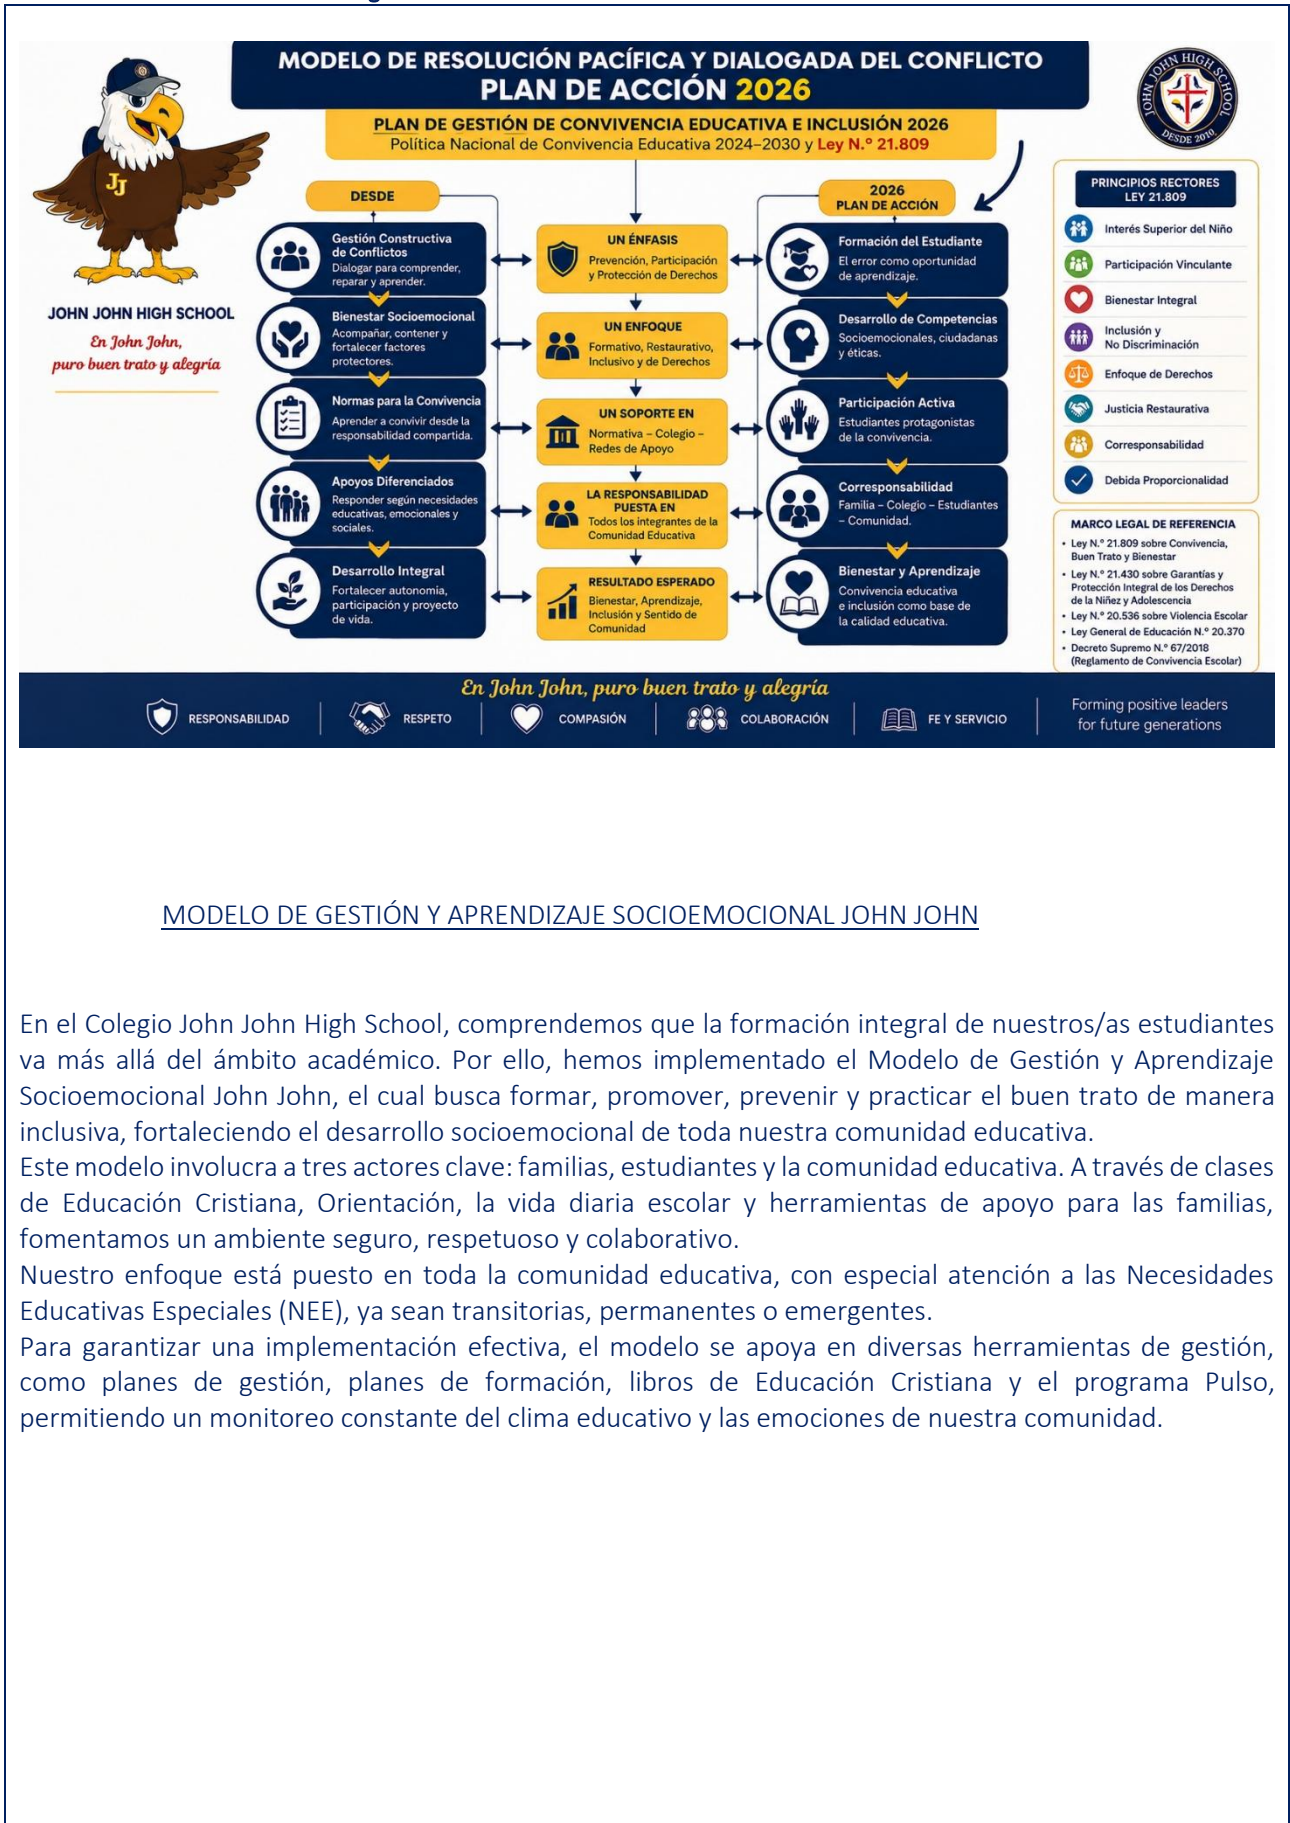 MODELO DE RESOLUCIÓN PACÍFICA Y DIALOGADA DEL CONFLICTO
PLAN DE ACCIÓN 2026
PLAN DE GESTIÓN DE CONVIVENCIA EDUCATIVA E INCLUSIÓN 2026
Política Nacional de Convivencia Educativa 2024–2030 y Ley N.º 21.809
JJ
JOHN JOHN HIGH SCHOOL
En John John,
puro buen trato y alegría
JOHN JOHN HIGH SCHOOL
DESDE 2010
DESDE
Gestión Constructiva
de Conflictos
Dialogar para comprender,
reparar y aprender.
Bienestar Socioemocional
Acompañar, contener y
fortalecer factores
protectores.
Normas para la Convivencia
Aprender a convivir desde la
responsabilidad compartida.
Apoyos Diferenciados
Responder según necesidades
educativas, emocionales y
sociales.
Desarrollo Integral
Fortalecer autonomía,
participación y proyecto
de vida.
UN ÉNFASIS
Prevención, Participación
y Protección de Derechos
UN ENFOQUE
Formativo, Restaurativo,
Inclusivo y de Derechos
UN SOPORTE EN
Normativa – Colegio –
Redes de Apoyo
LA RESPONSABILIDAD
PUESTA EN
Todos los integrantes de la
Comunidad Educativa
RESULTADO ESPERADO
Bienestar, Aprendizaje,
Inclusión y Sentido de
Comunidad
2026
PLAN DE ACCIÓN
Formación del Estudiante
El error como oportunidad
de aprendizaje.
Desarrollo de Competencias
Socioemocionales, ciudadanas
y éticas.
Participación Activa
Estudiantes protagonistas
de la convivencia.
Corresponsabilidad
Familia – Colegio – Estudiantes
– Comunidad.
Bienestar y Aprendizaje
Convivencia educativa
e inclusión como base de
la calidad educativa.
PRINCIPIOS RECTORES
LEY 21.809
Interés Superior del Niño
Participación Vinculante
Bienestar Integral
Inclusión y
No Discriminación
Enfoque de Derechos
Justicia Restaurativa
Corresponsabilidad
Debida Proporcionalidad
MARCO LEGAL DE REFERENCIA
• Ley N.º 21.809 sobre Convivencia,
Buen Trato y Bienestar
• Ley N.º 21.430 sobre Garantías y
Protección Integral de los Derechos
de la Niñez y Adolescencia
• Ley N.º 20.536 sobre Violencia Escolar
• Ley General de Educación N.º 20.370
• Decreto Supremo N.º 67/2018
(Reglamento de Convivencia Escolar)
En John John, puro buen trato y alegría
RESPONSABILIDAD
RESPETO
COMPASIÓN
COLABORACIÓN
FE Y SERVICIO
Forming positive leaders
for future generations
MODELO DE GESTIÓN Y APRENDIZAJE SOCIOEMOCIONAL JOHN JOHN
En el Colegio John John High School, comprendemos que la formación integral de nuestros/as estudiantes
va más allá del ámbito académico. Por ello, hemos implementado el Modelo de Gestión y Aprendizaje
Socioemocional John John, el cual busca formar, promover, prevenir y practicar el buen trato de manera
inclusiva, fortaleciendo el desarrollo socioemocional de toda nuestra comunidad educativa.
Este modelo involucra a tres actores clave: familias, estudiantes y la comunidad educativa. A través de clases
de Educación Cristiana, Orientación, la vida diaria escolar y herramientas de apoyo para las familias,
fomentamos un ambiente seguro, respetuoso y colaborativo.
Nuestro enfoque está puesto en toda la comunidad educativa, con especial atención a las Necesidades
Educativas Especiales (NEE), ya sean transitorias, permanentes o emergentes.
Para garantizar una implementación efectiva, el modelo se apoya en diversas herramientas de gestión,
como planes de gestión, planes de formación, libros de Educación Cristiana y el programa Pulso,
permitiendo un monitoreo constante del clima educativo y las emociones de nuestra comunidad.